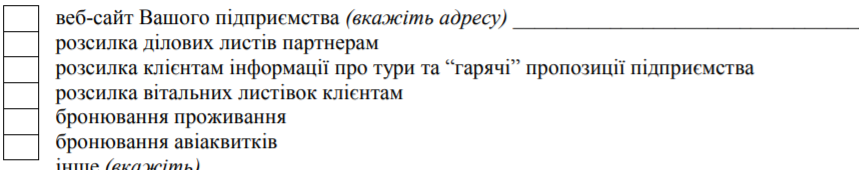 веб-сайт Вашого підприємства (вкажіть адресу) ________________________________
розсилка ділових листів партнерам
розсилка клієнтам інформації про тури та “гарячі” пропозиції підприємства
розсилка вітальних листівок клієнтам
бронювання проживання
бронювання авіаквитків
інше (вкажіть)